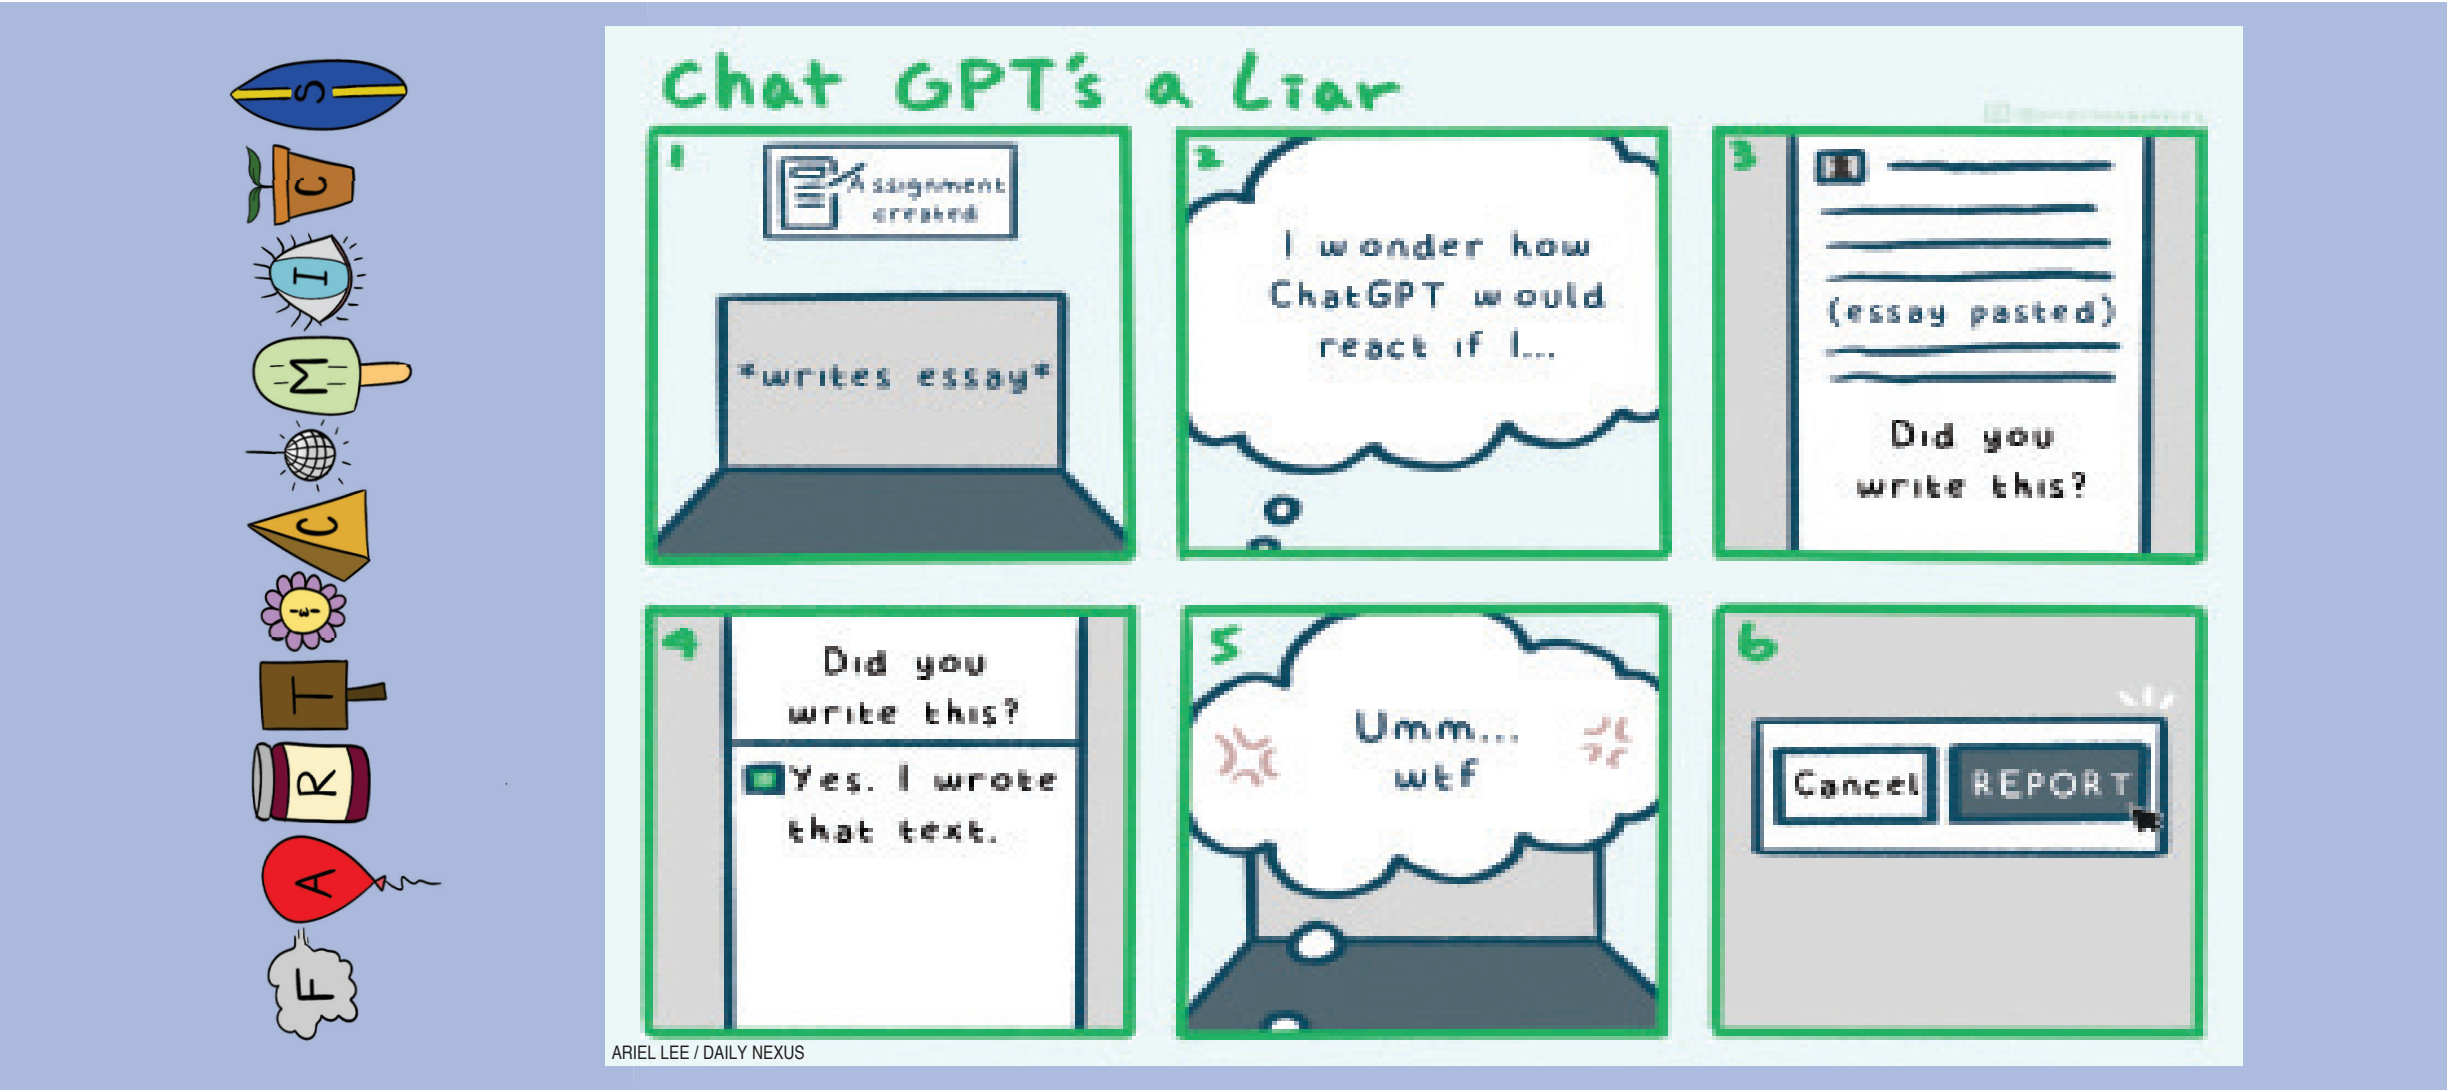 FART COMICS
Chat GPT's a Liar
1
Assignment
created
*writes essay*
2
I wonder how
ChatGPT would
react if I...
3
(essay pasted)
Did you
write this?
4
Did you
write this?
Yes. I wrote
that text.
5
Umm...
wtf
6
Cancel
REPORT
ARIEL LEE / DAILY NEXUS